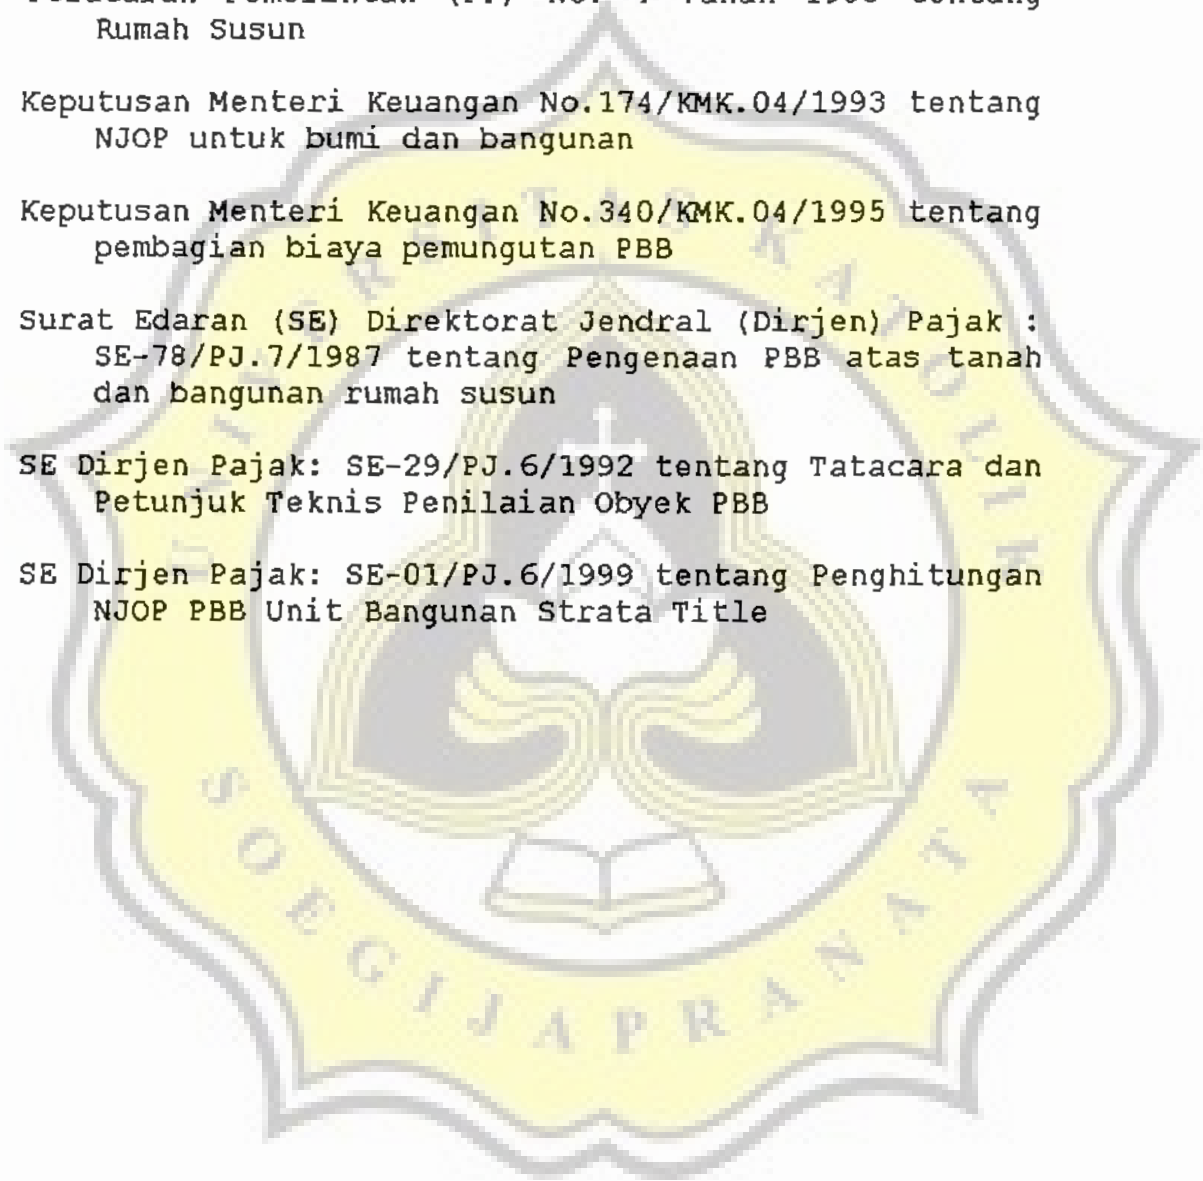 Rumah Susun
Keputusan Menteri Keuangan No.174/KMK.04/1993 tentang
NJOP untuk bumi dan bangunan
Keputusan Menteri Keuangan No.340/KMK.04/1995 tentang
pembagian biaya pemungutan PBB
Surat Edaran (SE) Direktorat Jendral (Dirjen) Pajak :
SE-78/PJ.7/1987 tentang Pengenaan PBB atas tanah
dan bangunan rumah susun
SE Dirjen Pajak: SE-29/PJ.6/1992 tentang Tatacara dan
Petunjuk Teknis Penilaian Obyek PBB
SE Dirjen Pajak: SE-01/PJ.6/1999 tentang Penghitungan
NJOP PBB Unit Bangunan Strata Title
UNIVERSITAS KATOLIK
SOEGIJAPRANATA